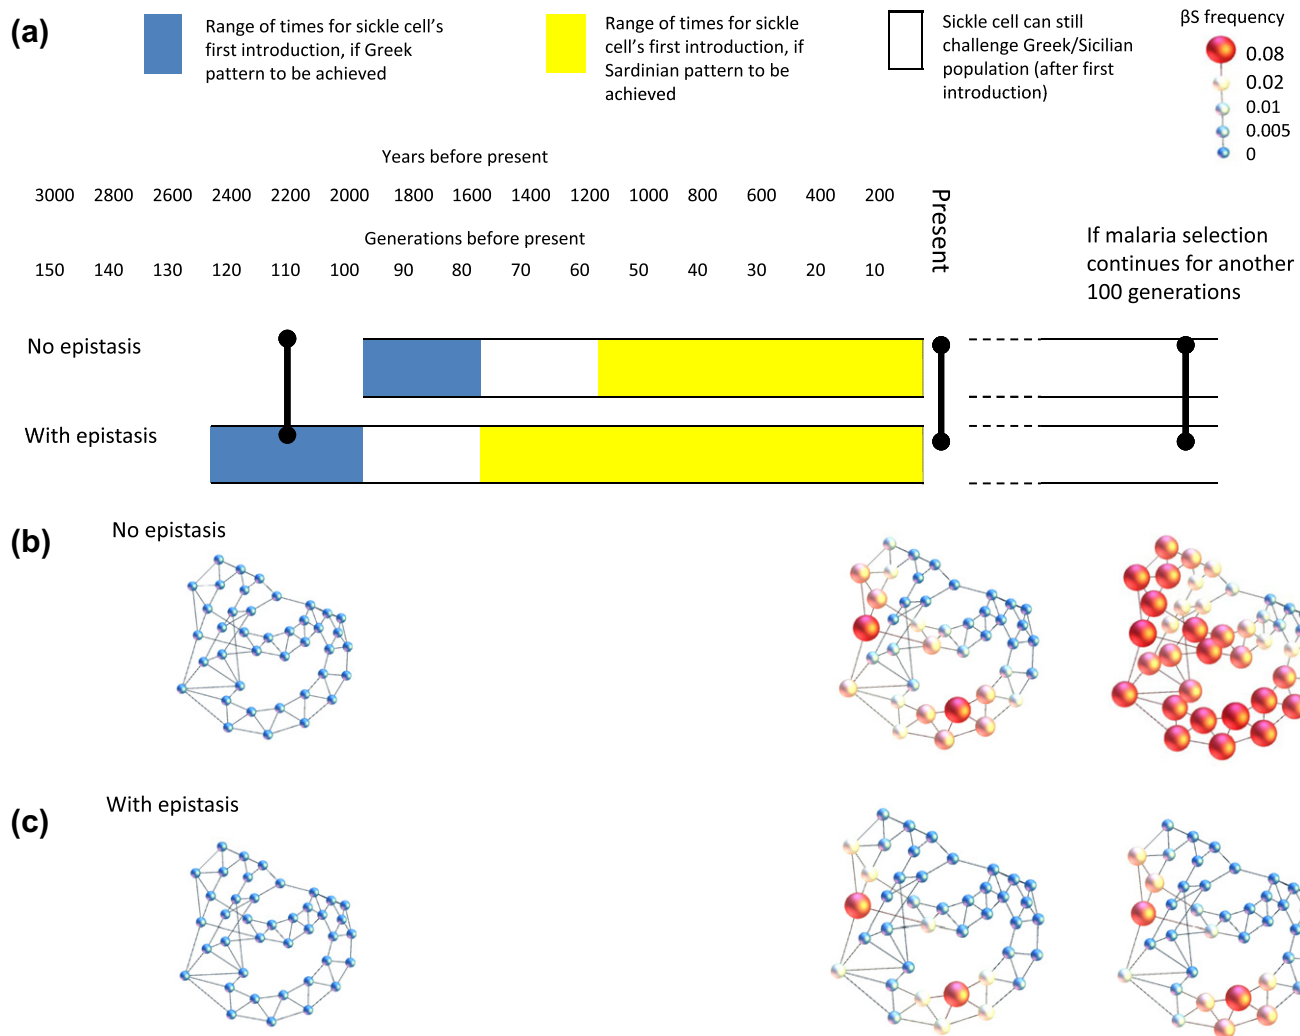 (a)
Range of times for sickle cell's
first introduction, if Greek
pattern to be achieved
Range of times for sickle
cell's first introduction, if
Sardinian pattern to be
achieved
Sickle cell can still
challenge Greek/Sicilian
population (after first
introduction)
βS frequency
0.08
0.02
0.01
0.005
0
Years before present
3000 2800 2600 2400 2200 2000 1800 1600 1400 1200 1000 800 600 400 200
Generations before present
150 140 130 120 110 100 90 80 70 60 50 40 30 20 10
Present
If malaria selection
continues for another
100 generations
No epistasis
With epistasis
(b)
No epistasis
(c)
With epistasis